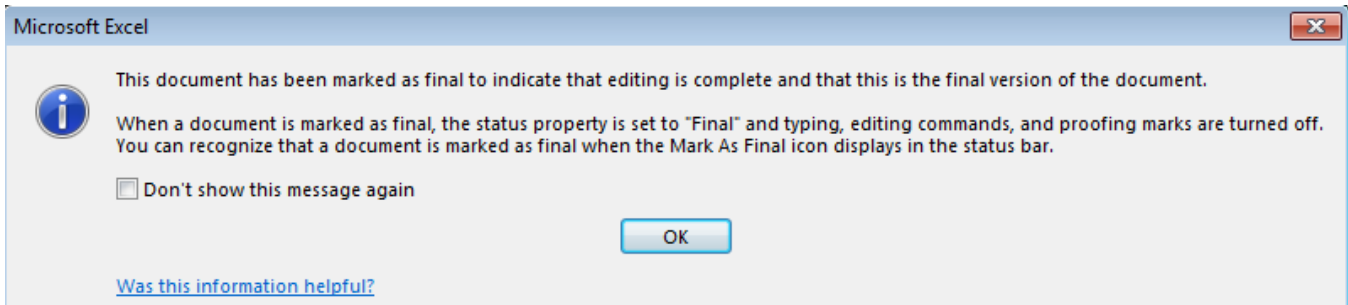 Microsoft Excel
This document has been marked as final to indicate that editing is complete and that this is the final version of the document.
When a document is marked as final, the status property is set to "Final" and typing, editing commands, and proofing marks are turned off.
You can recognize that a document is marked as final when the Mark As Final icon displays in the status bar.
Don't show this message again
OK
Was this information helpful?